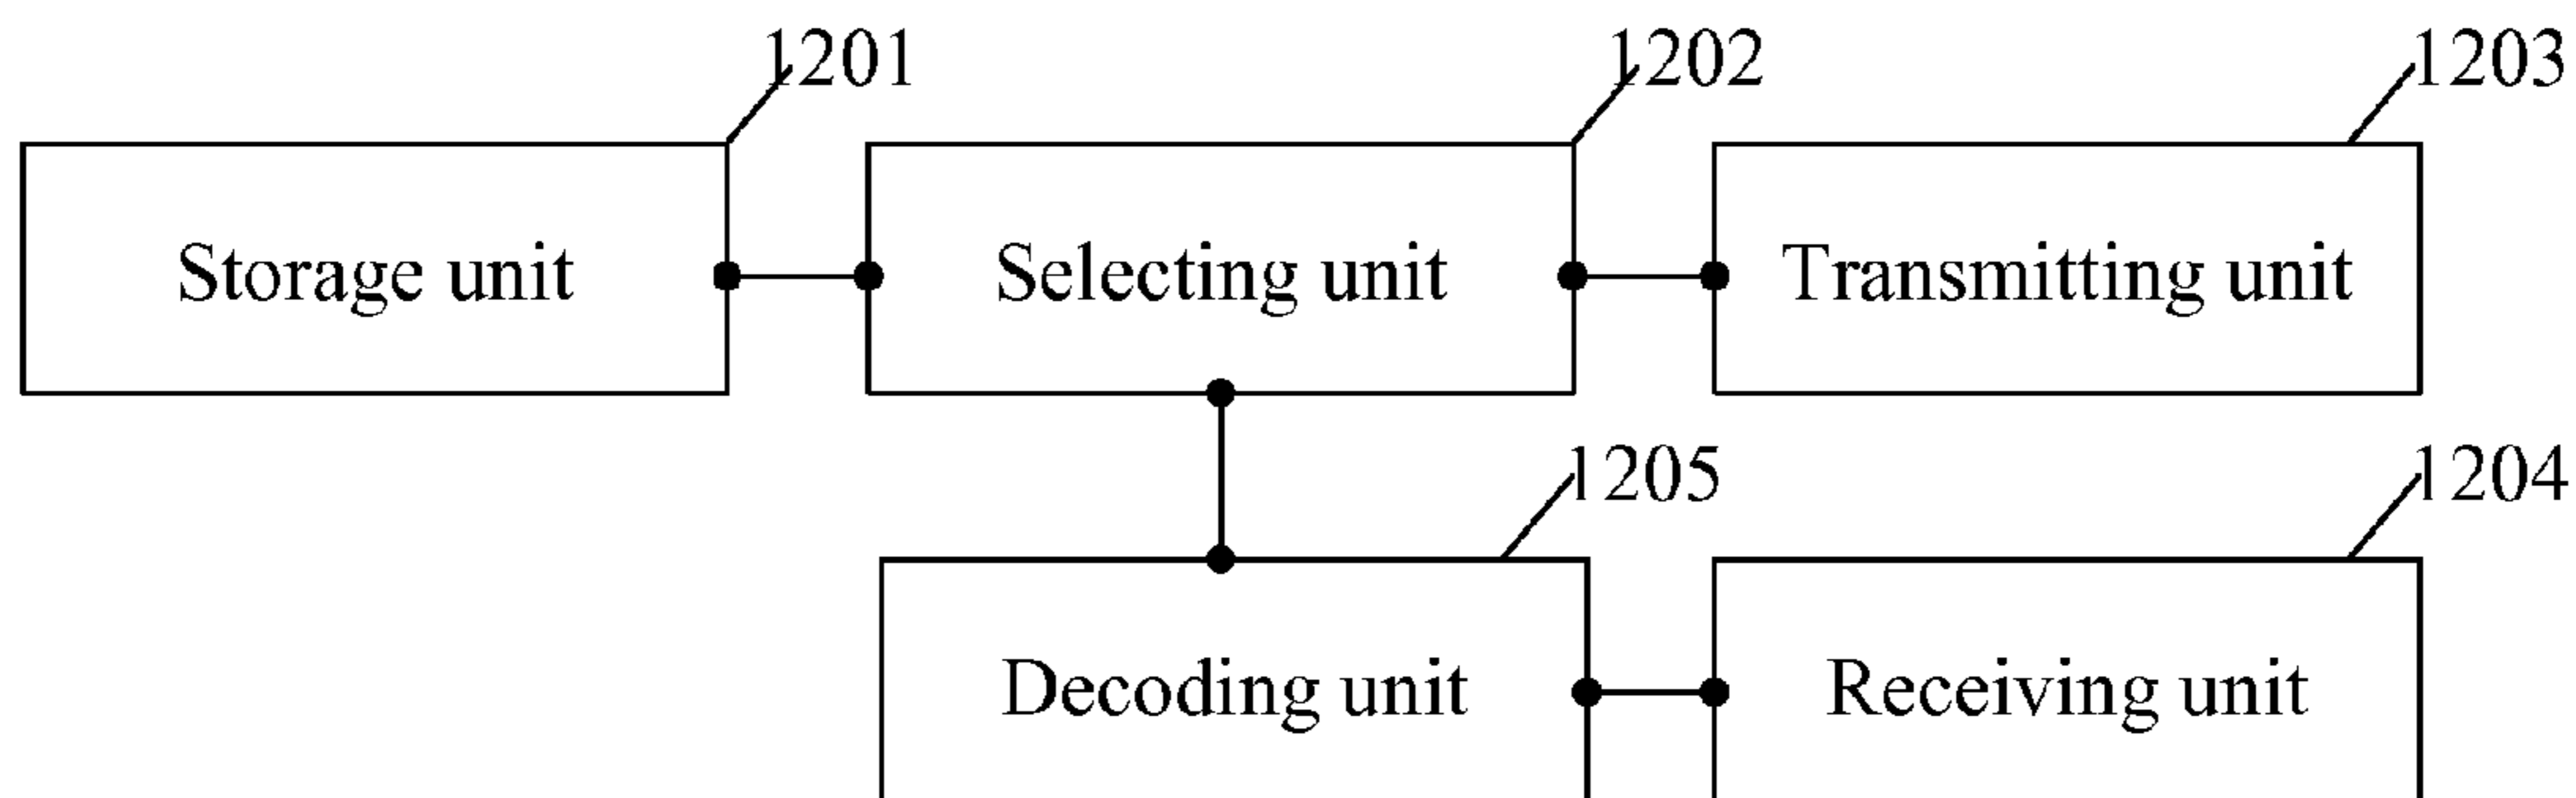 1201
1202
1203
Storage unit
Selecting unit
Transmitting unit
1205
1204
Decoding unit
Receiving unit